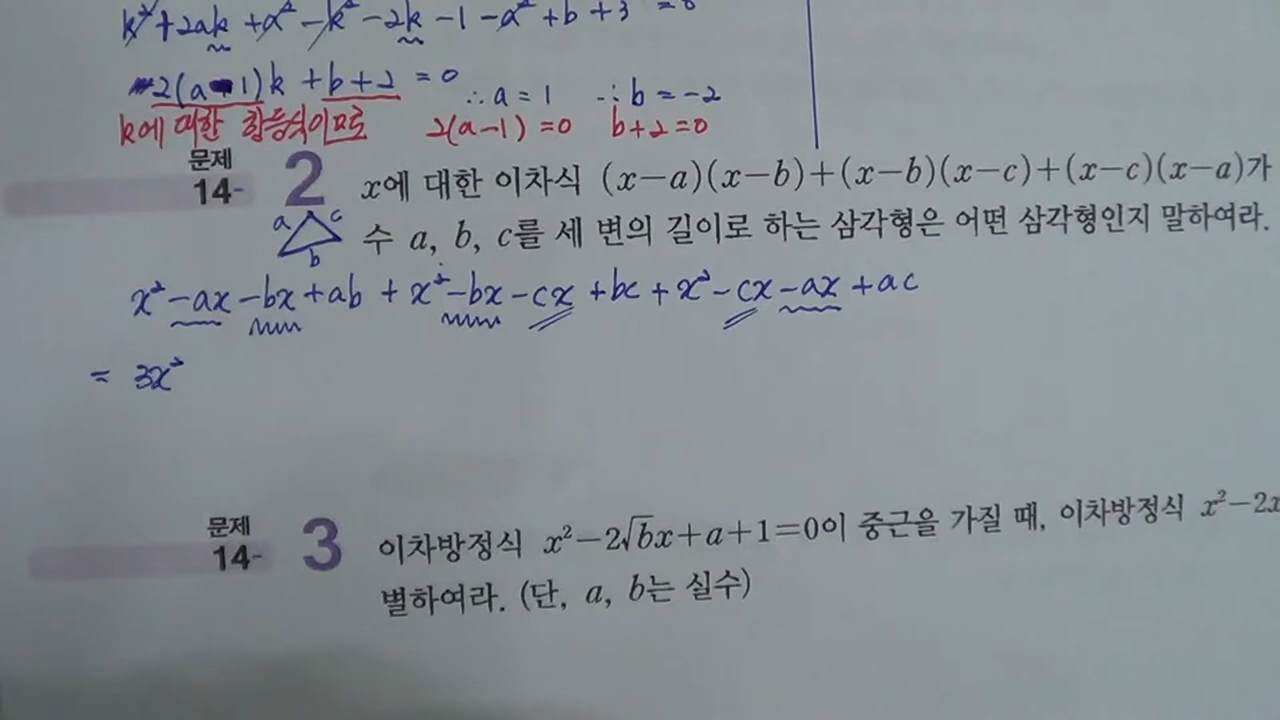 k² + 2ak + a² - k² - 2k - 1 - a² + b + 3 = 0
2(a-1)k + b+2 = 0 ∴ a = 1 ∴ b = -2
k에 대한 항등식이므로 2(a-1) = 0 b+2 = 0
문제 14- 2 x에 대한 이차식 (x-a)(x-b)+(x-b)(x-c)+(x-c)(x-a)가
a c b 수 a, b, c를 세 변의 길이로 하는 삼각형은 어떤 삼각형인지 말하여라.
x² - ax - bx + ab + x² - bx - cx + bc + x² - cx - ax + ac
= 3x²
문제 14- 3 이차방정식 x²-2√bx+a+1=0이 중근을 가질 때, 이차방정식 x²-2x
별하여라. (단, a, b는 실수)